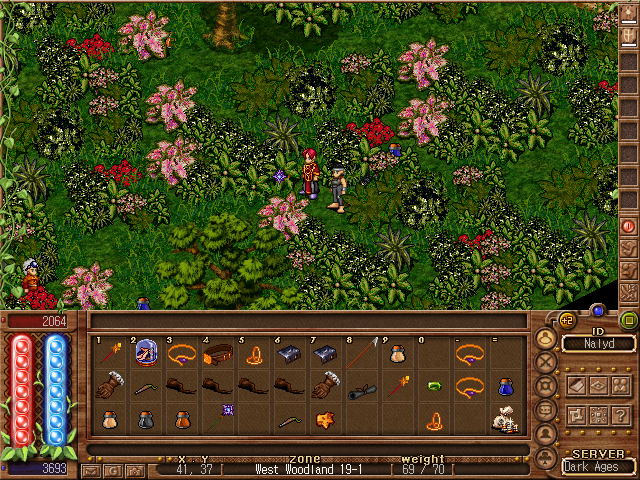 2064
1 2 3 4 5 6 7 8 9 0 - =
+2
ID
Nalyd
?
SERVER
Dark Ages
X Y ZONE weight
3693
G
41, 37 [ West Woodland 19-1 [ 69 / 70 ]